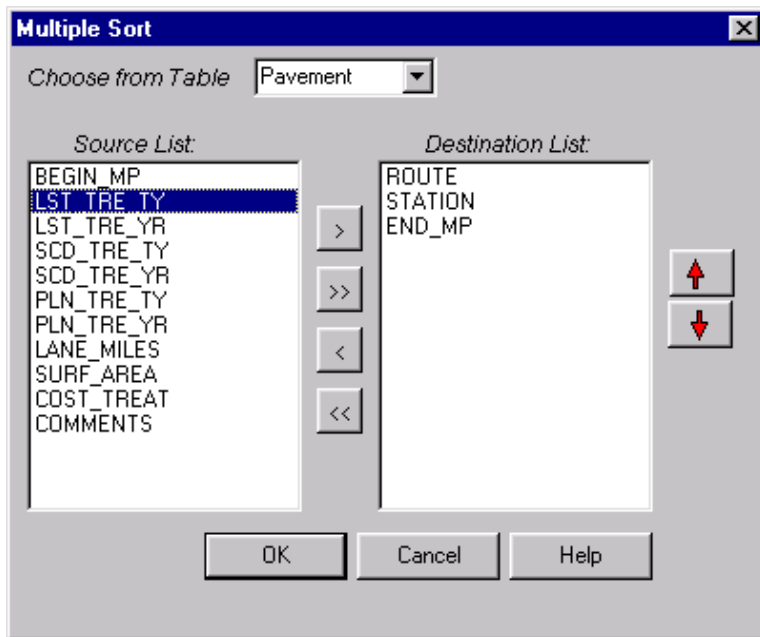 Multiple Sort
Choose from Table Pavement
Source List:
BEGIN_MP
LST_TRE_TY
LST_TRE_YR
SCD_TRE_TY
SCD_TRE_YR
PLN_TRE_TY
PLN_TRE_YR
LANE_MILES
SURF_AREA
COST_TREAT
COMMENTS
>
>>
<
<<
Destination List:
ROUTE
STATION
END_MP
OK Cancel Help